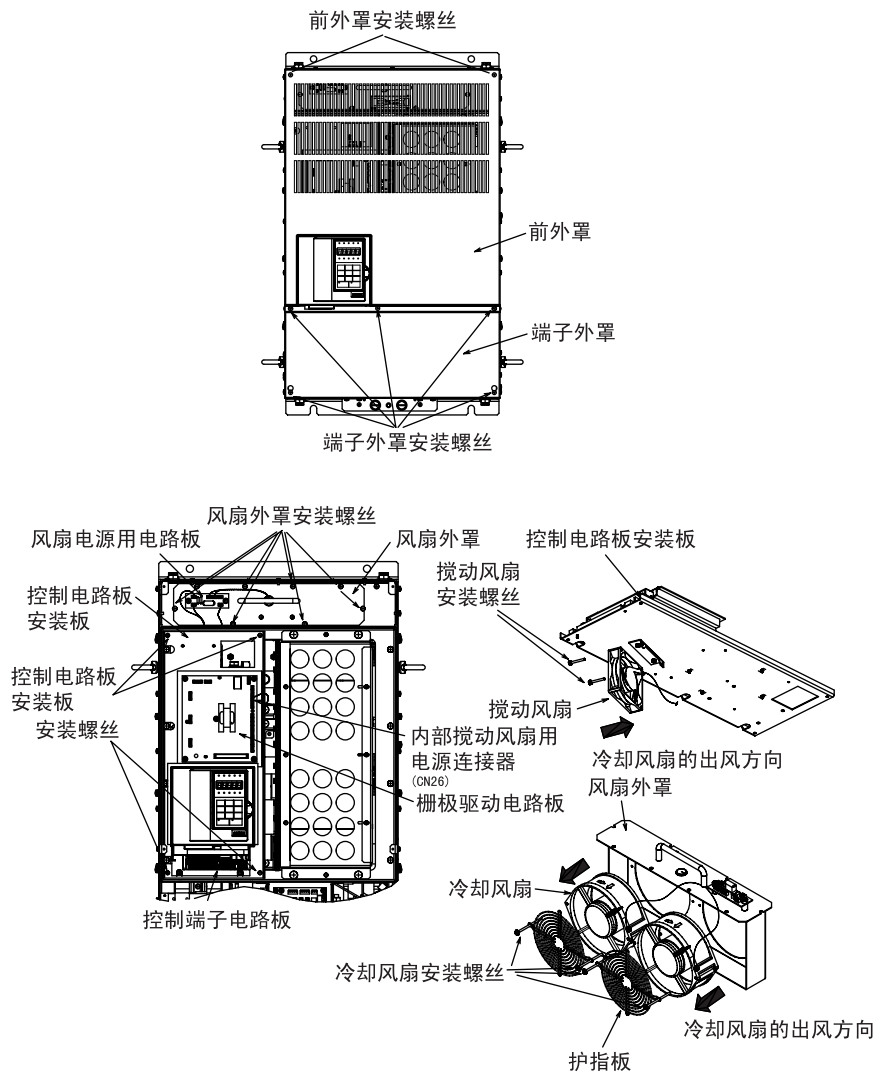 前外罩安装螺丝
前外罩
端子外罩
端子外罩安装螺丝
风扇外罩安装螺丝
风扇电源用电路板
风扇外罩
控制电路板安装板
控制电路板
安装板
搅动风扇
安装螺丝
控制电路板
安装板
安装螺丝
搅动风扇
内部搅动风扇用
电源连接器
(CN26)
栅极驱动电路板
冷却风扇的出风方向
风扇外罩
控制端子电路板
冷却风扇
冷却风扇安装螺丝
冷却风扇的出风方向
护指板